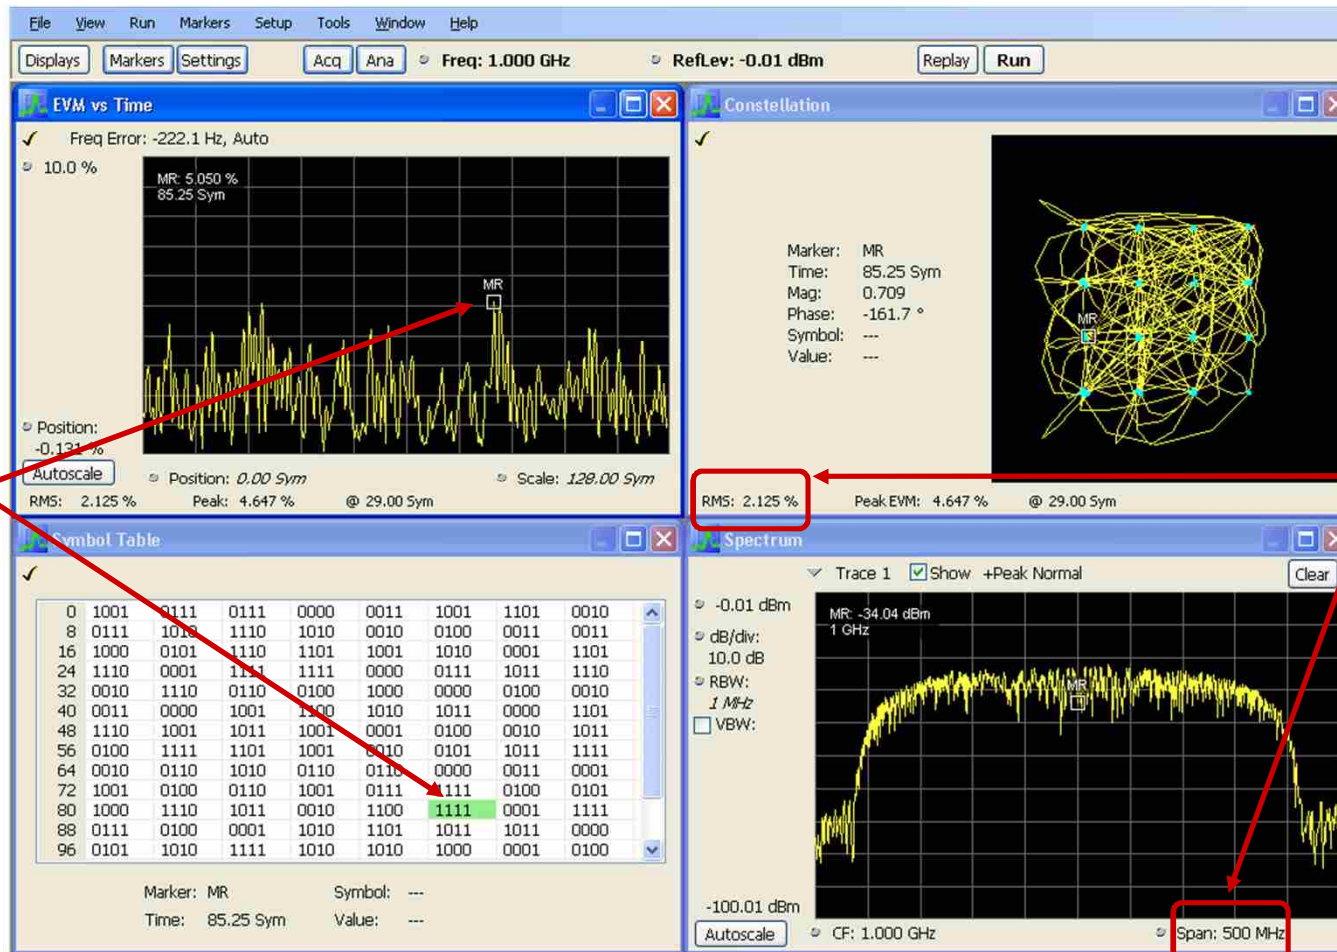 File View Run Markers Setup Tools Window Help
Displays Markers Settings Acq Ana Freq: 1.000 GHz RefLev: -0.01 dBm Replay Run
EVM vs Time
Freq Error: -222.1 Hz, Auto
10.0 %
MR: 5.050 %
85.25 Sym
MR
Position:
-0.131 %
Autoscale Position: 0.00 Sym Scale: 128.00 Sym
RMS: 2.125 % Peak: 4.647 % @ 29.00 Sym
Constellation
Marker: MR
Time: 85.25 Sym
Mag: 0.709
Phase: -161.7 °
Symbol: ---
Value: ---
MR
RMS: 2.125 % Peak EVM: 4.647 % @ 29.00 Sym
Symbol Table
0 1001 0111 0111 0000 0011 1001 1101 0010
8 0111 1010 1110 1010 0010 0100 0011 0011
16 1000 0101 1110 1101 1001 1010 0001 1101
24 1110 0001 1111 1111 0000 0111 1011 1110
32 0010 1110 0110 0100 1000 0000 0100 0010
40 0011 0000 1001 1100 1010 1011 0000 1101
48 1110 1001 1011 1001 0001 0100 0010 1011
56 0100 1111 1101 1001 0010 0101 1011 1111
64 0010 0110 1010 0110 0110 0000 0011 0001
72 1001 0100 0110 1001 0111 1111 0100 0101
80 1000 1110 1011 0010 1100 1111 0001 1111
88 0111 0100 0001 1010 1101 1011 1011 0000
96 0101 1010 1111 1010 1010 1000 0001 0100
Marker: MR Symbol: ---
Time: 85.25 Sym Value: ---
Spectrum
Trace 1 Show +Peak Normal Clear
-0.01 dBm
MR: -34.04 dBm
1 GHz
dB/div:
10.0 dB
RBW:
1 MHz
VBW:
MR
-100.01 dBm
Autoscale CF: 1.000 GHz Span: 500 MHz